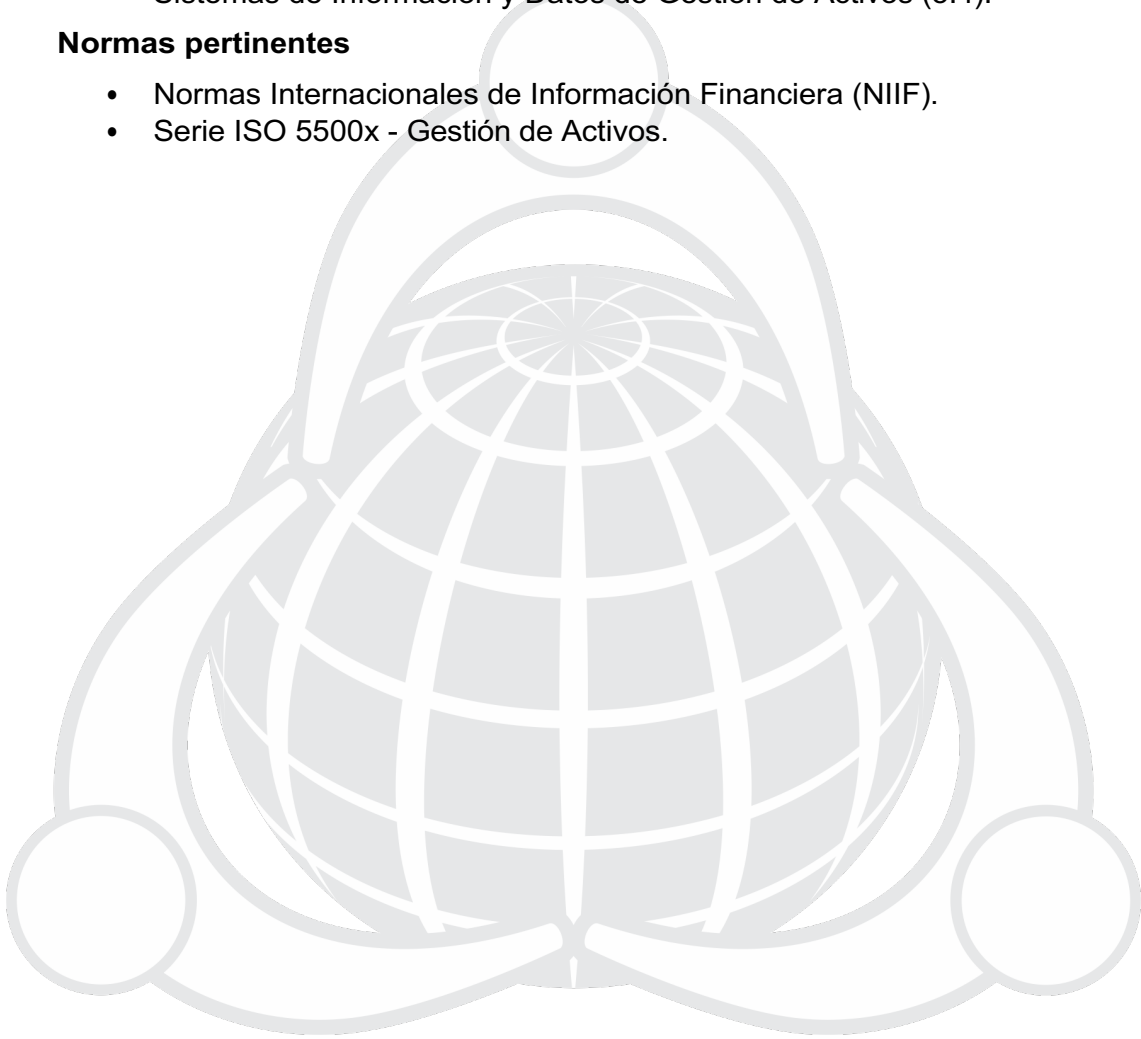 Sistemas de Información y Datos de Gestión de Activos
Normas pertinentes
• Normas Internacionales de Información Financiera (NIIF).
• Serie ISO 5500x - Gestión de Activos.